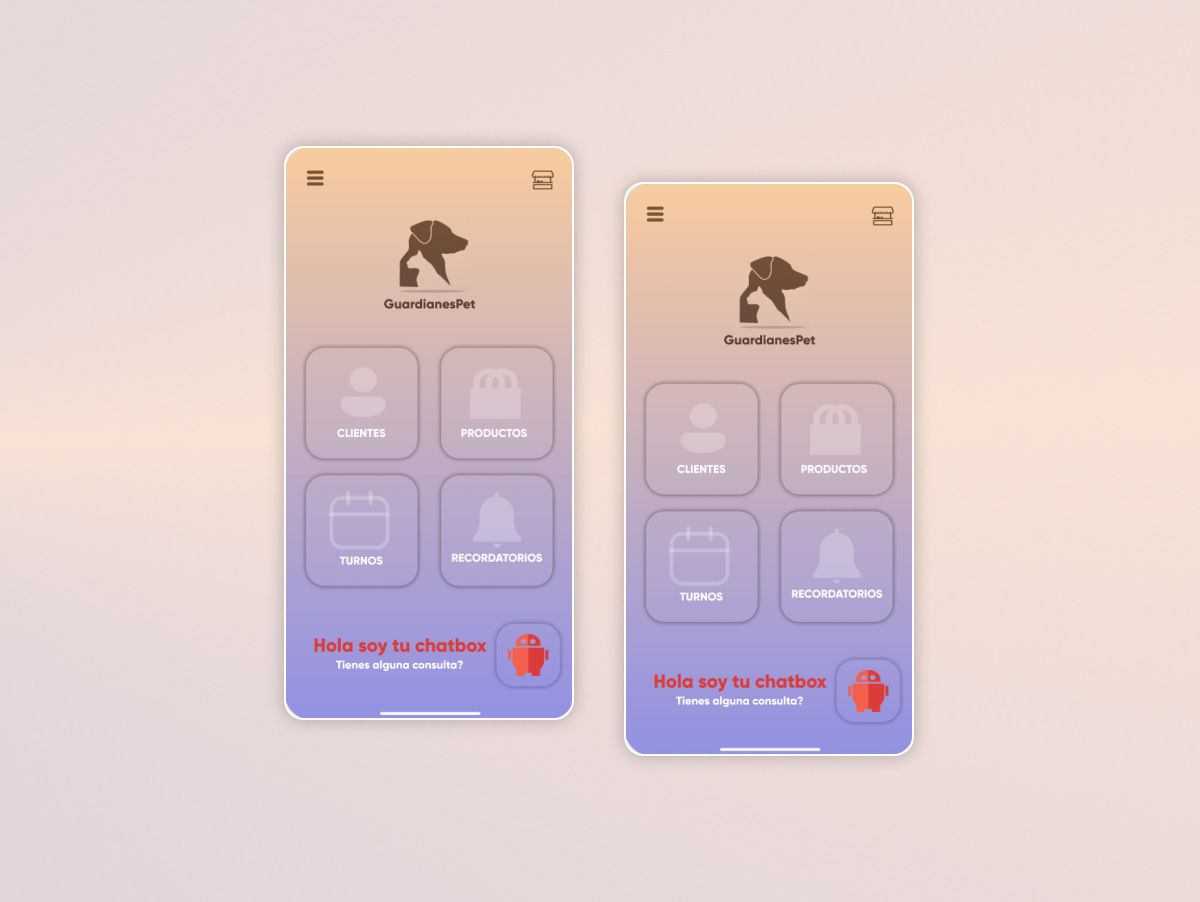 GuardianesPet
CLIENTES
PRODUCTOS
TURNOS
RECORDATORIOS
Hola soy tu chatbox
Tienes alguna consulta?
GuardianesPet
CLIENTES
PRODUCTOS
TURNOS
RECORDATORIOS
Hola soy tu chatbox
Tienes alguna consulta?